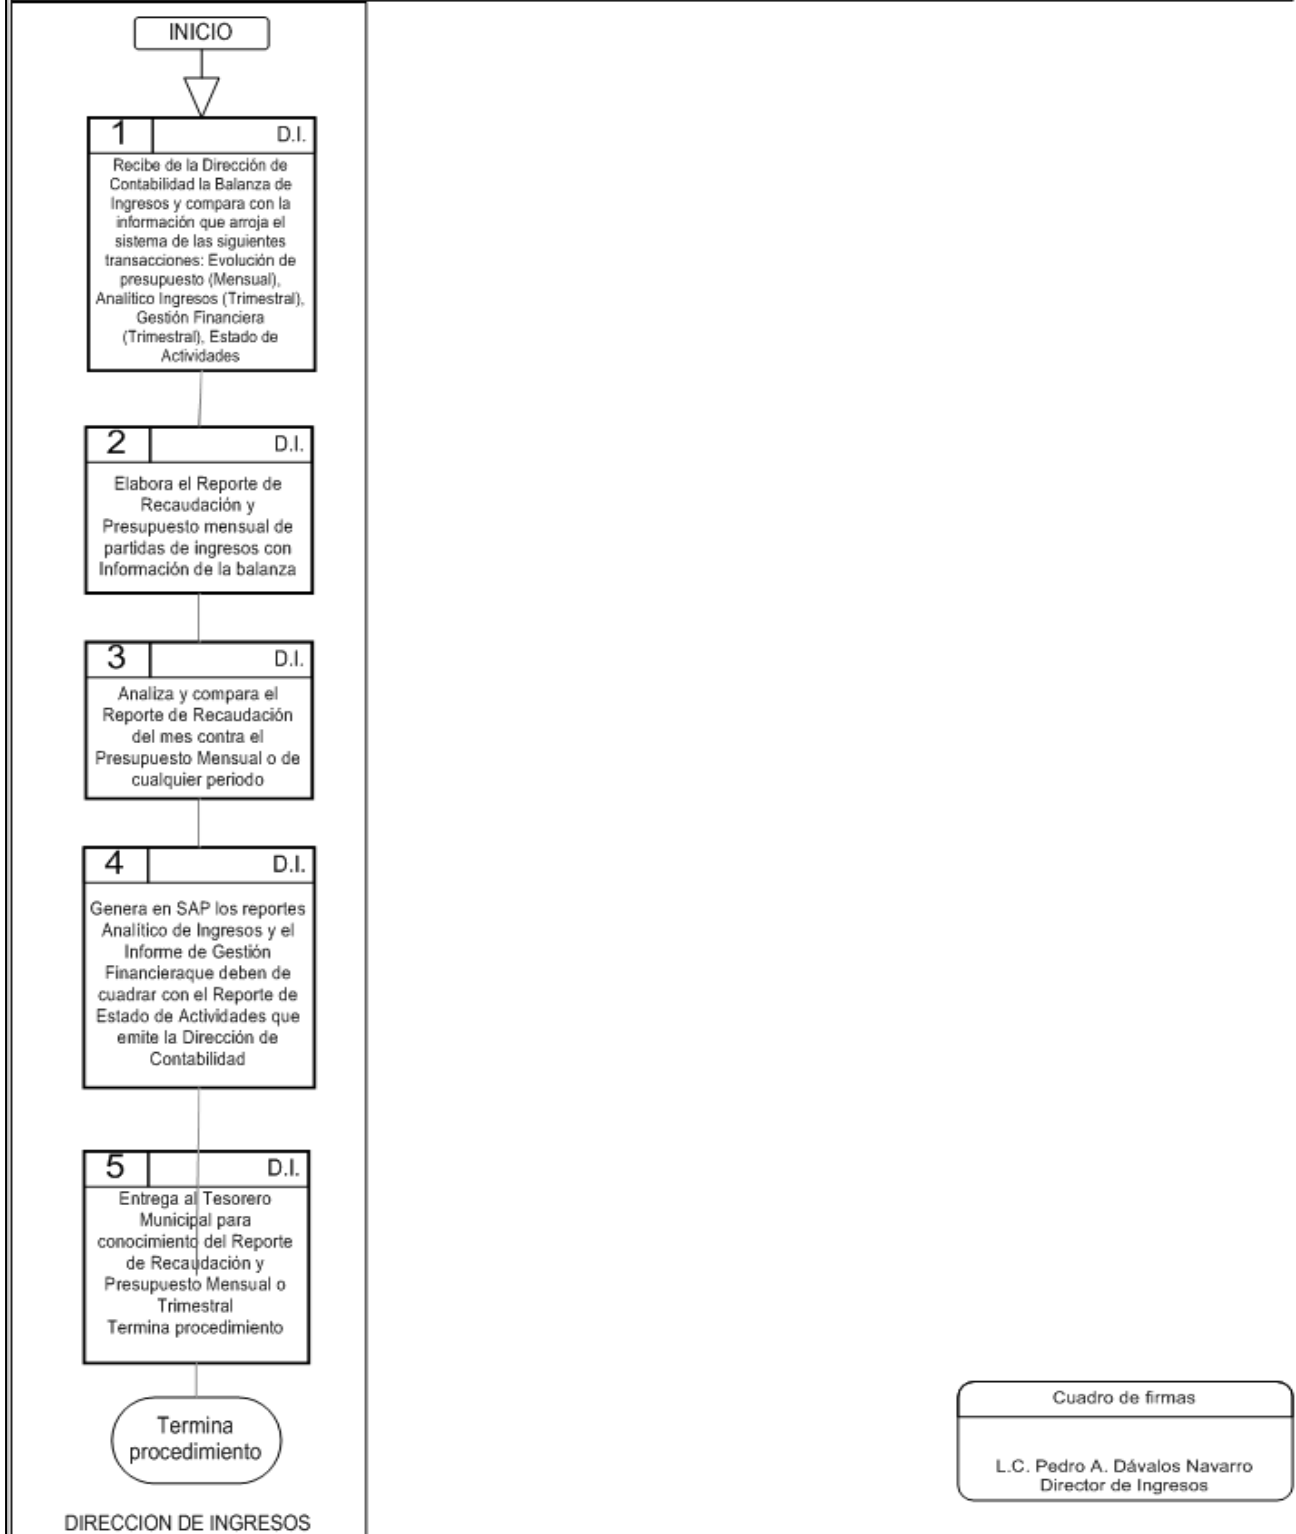 INICIO
1
D.I.
Recibe de la Dirección de
Contabilidad la Balanza de
Ingresos y compara con la
información que arroja el
sistema de las siguientes
transacciones: Evolución de
presupuesto (Mensual),
Analítico Ingresos (Trimestral),
Gestión Financiera
(Trimestral), Estado de
Actividades
2
D.I.
Elabora el Reporte de
Recaudación y
Presupuesto mensual de
partidas de ingresos con
Información de la balanza
3
D.I.
Analiza y compara el
Reporte de Recaudación
del mes contra el
Presupuesto Mensual o de
cualquier periodo
4
D.I.
Genera en SAP los reportes
Analítico de Ingresos y el
Informe de Gestión
Financieraque deben de
cuadrar con el Reporte de
Estado de Actividades que
emite la Dirección de
Contabilidad
5
D.I.
Entrega al Tesorero
Municipal para
conocimiento del Reporte
de Recaudación y
Presupuesto Mensual o
Trimestral
Termina procedimiento
Termina
procedimiento
DIRECCION DE INGRESOS
Cuadro de firmas
L.C. Pedro A. Dávalos Navarro
Director de Ingresos